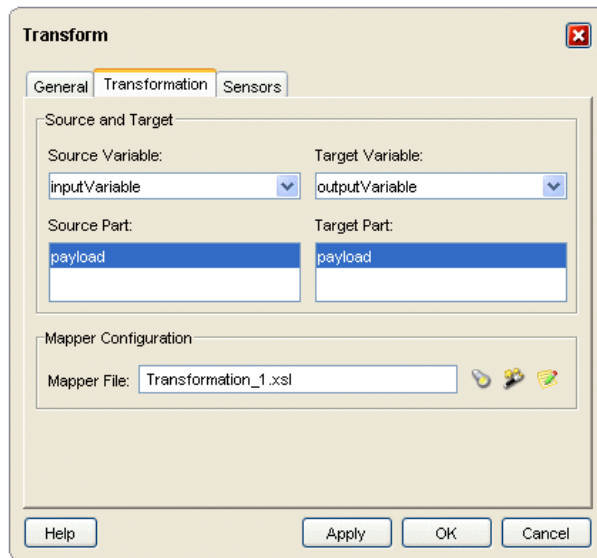 Transform
General Transformation Sensors
Source and Target
Source Variable: Target Variable:
inputVariable outputVariable
Source Part: Target Part:
payload payload
Mapper Configuration
Mapper File: Transformation_1.xsl
Help Apply OK Cancel